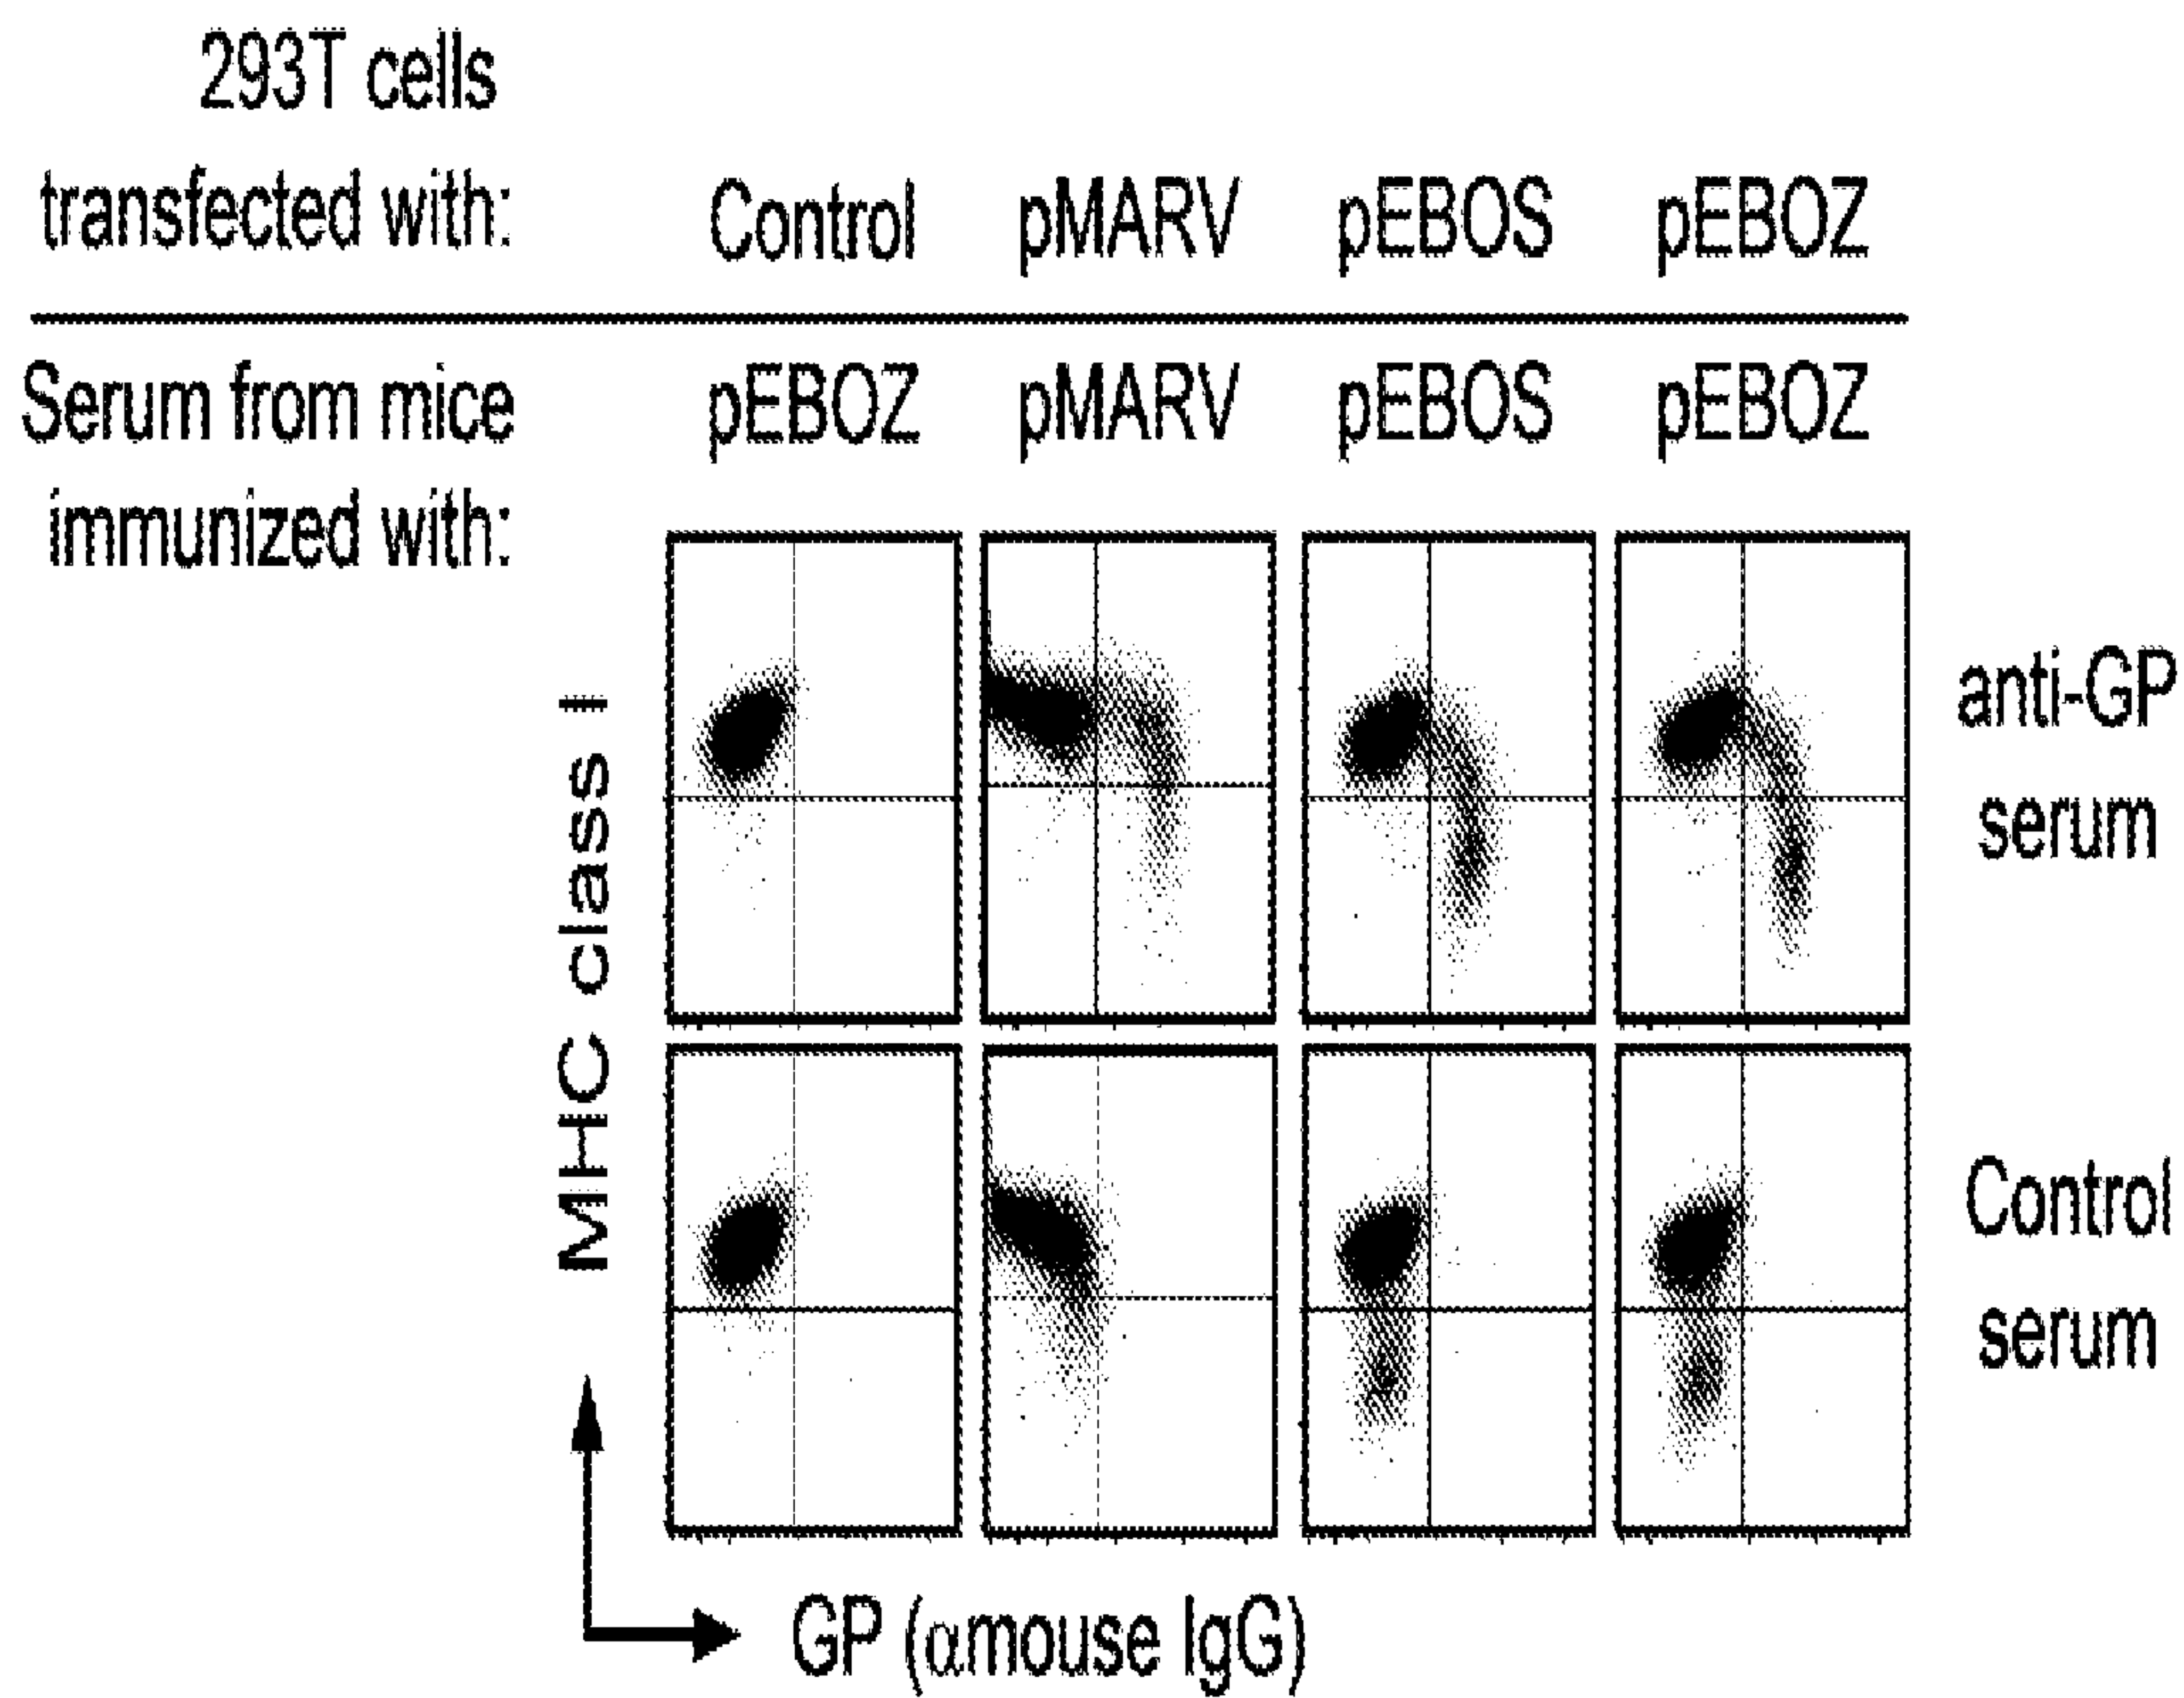 293T cells
transfected with: Control pMARV pEBOS pEBOZ
Serum from mice pEBOZ pMARV pEBOS pEBOZ
immunized with:
MHC class I
anti-GP
serum
Control
serum
GP (αmouse IgG)